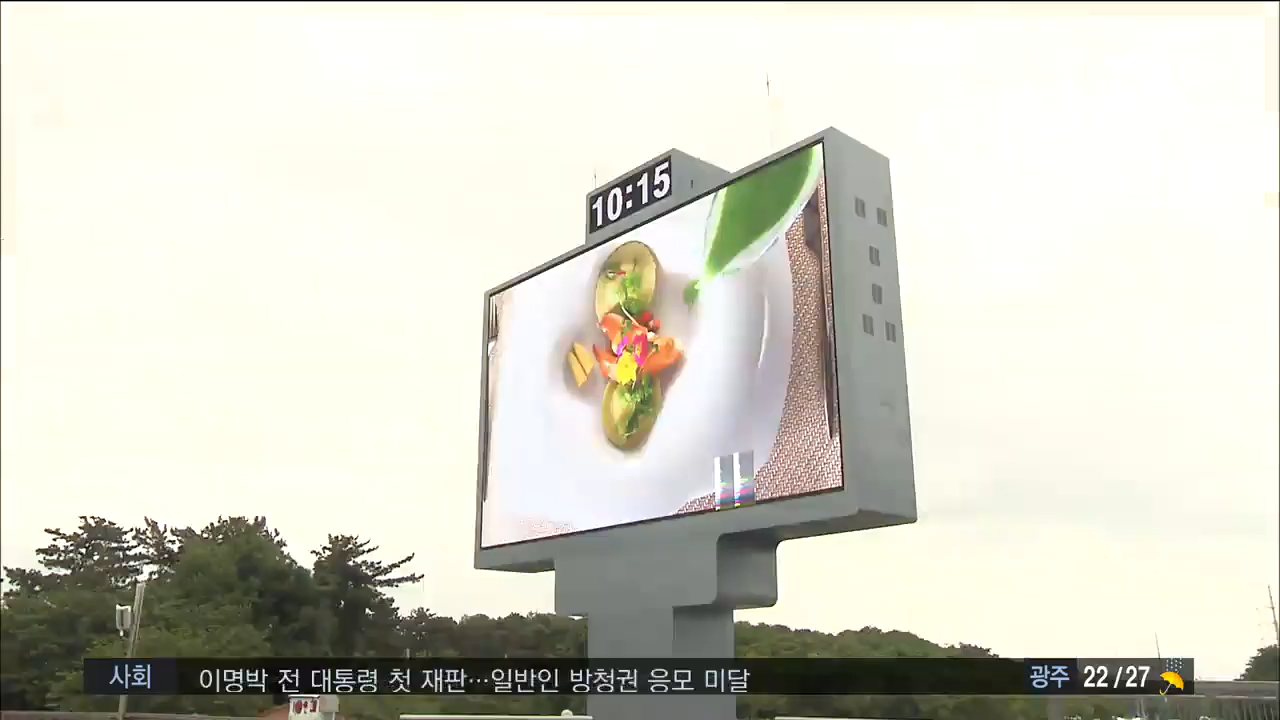 10:15
사회 이명박 전 대통령 첫 재판…일반인 방청권 응모 미달 광주 22/27